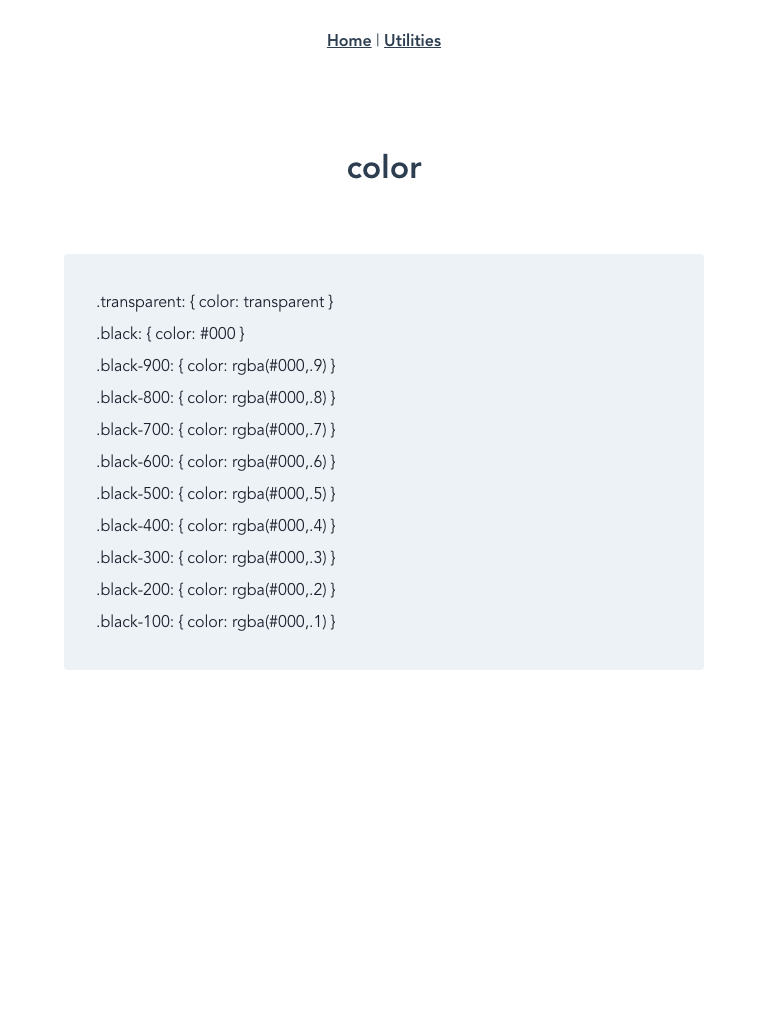 Home | Utilities
color
.transparent: { color: transparent }
.black: { color: #000 }
.black-900: { color: rgba(#000,.9) }
.black-800: { color: rgba(#000,.8) }
.black-700: { color: rgba(#000,.7) }
.black-600: { color: rgba(#000,.6) }
.black-500: { color: rgba(#000,.5) }
.black-400: { color: rgba(#000,.4) }
.black-300: { color: rgba(#000,.3) }
.black-200: { color: rgba(#000,.2) }
.black-100: { color: rgba(#000,.1) }